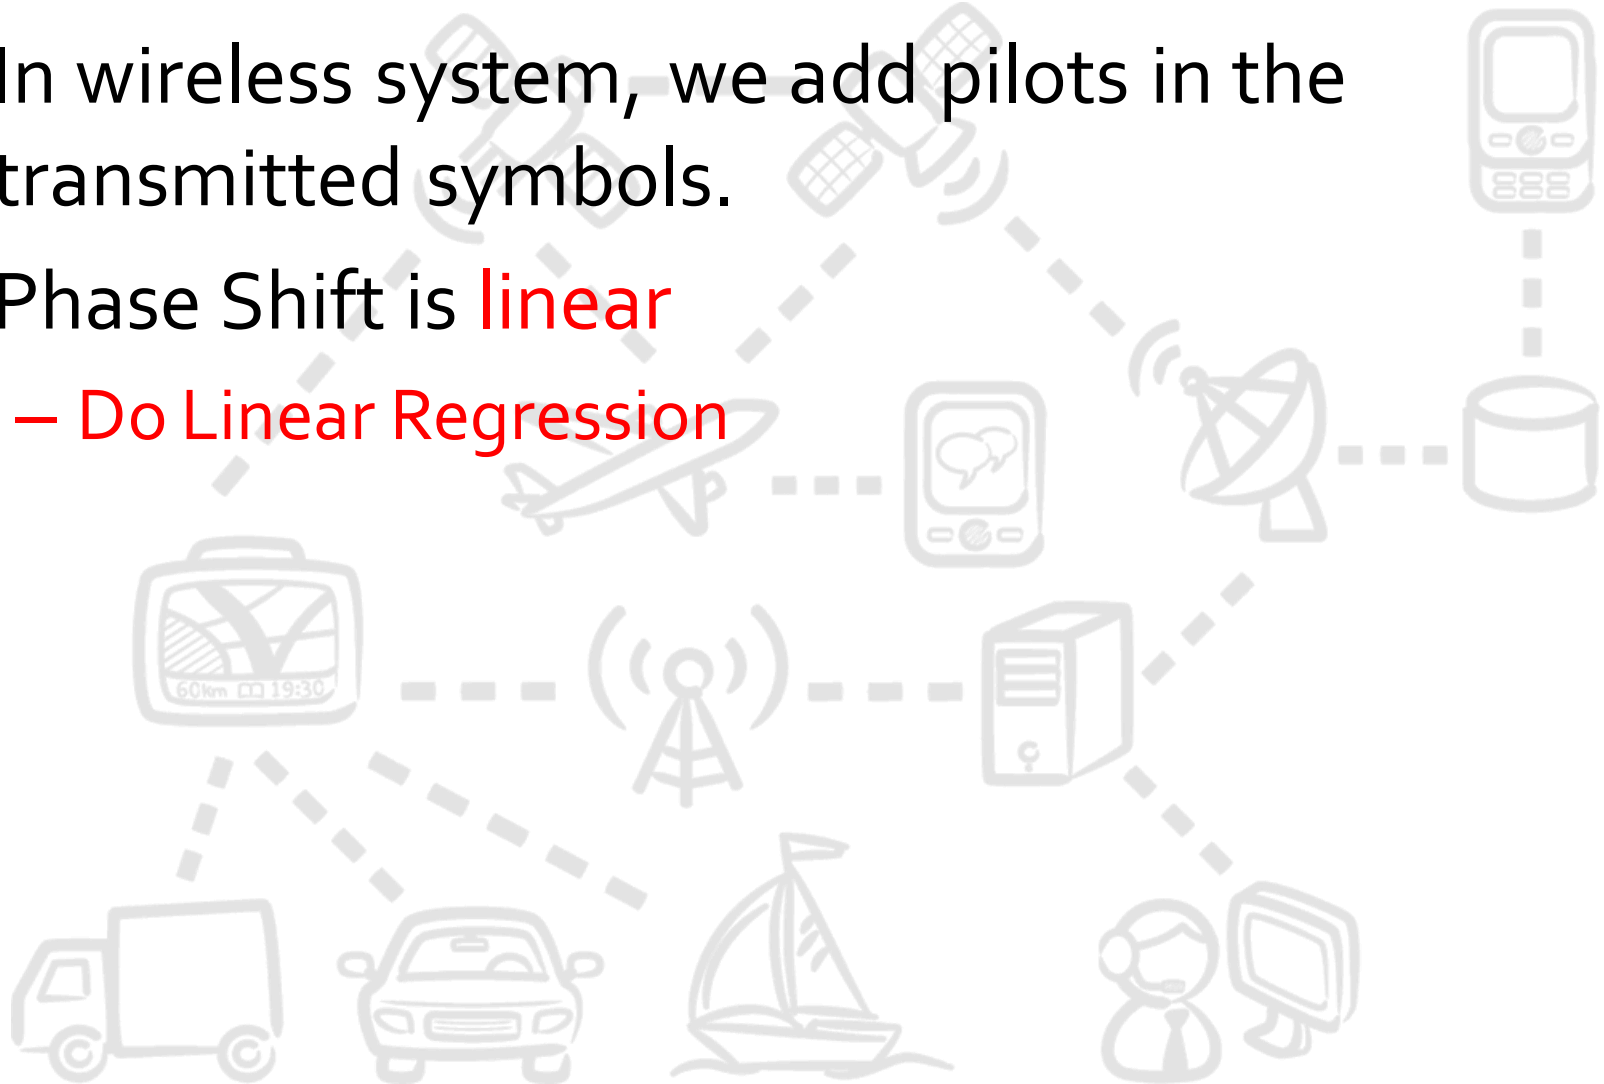 In wireless system, we add pilots in the
transmitted symbols.
Phase Shift is linear
– Do Linear Regression
60km 19:30